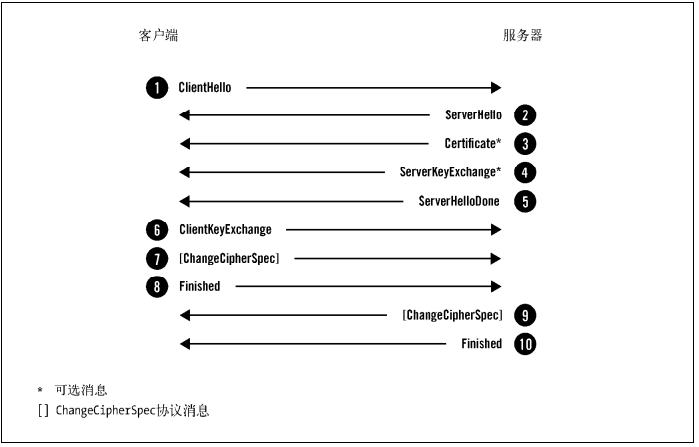 客户端 服务器
1 ClientHello
ServerHello 2
Certificate* 3
ServerKeyExchange* 4
ServerHelloDone 5
6 ClientKeyExchange
7 [ChangeCipherSpec]
8 Finished
[ChangeCipherSpec] 9
Finished 10
* 可选消息
[] ChangeCipherSpec协议消息